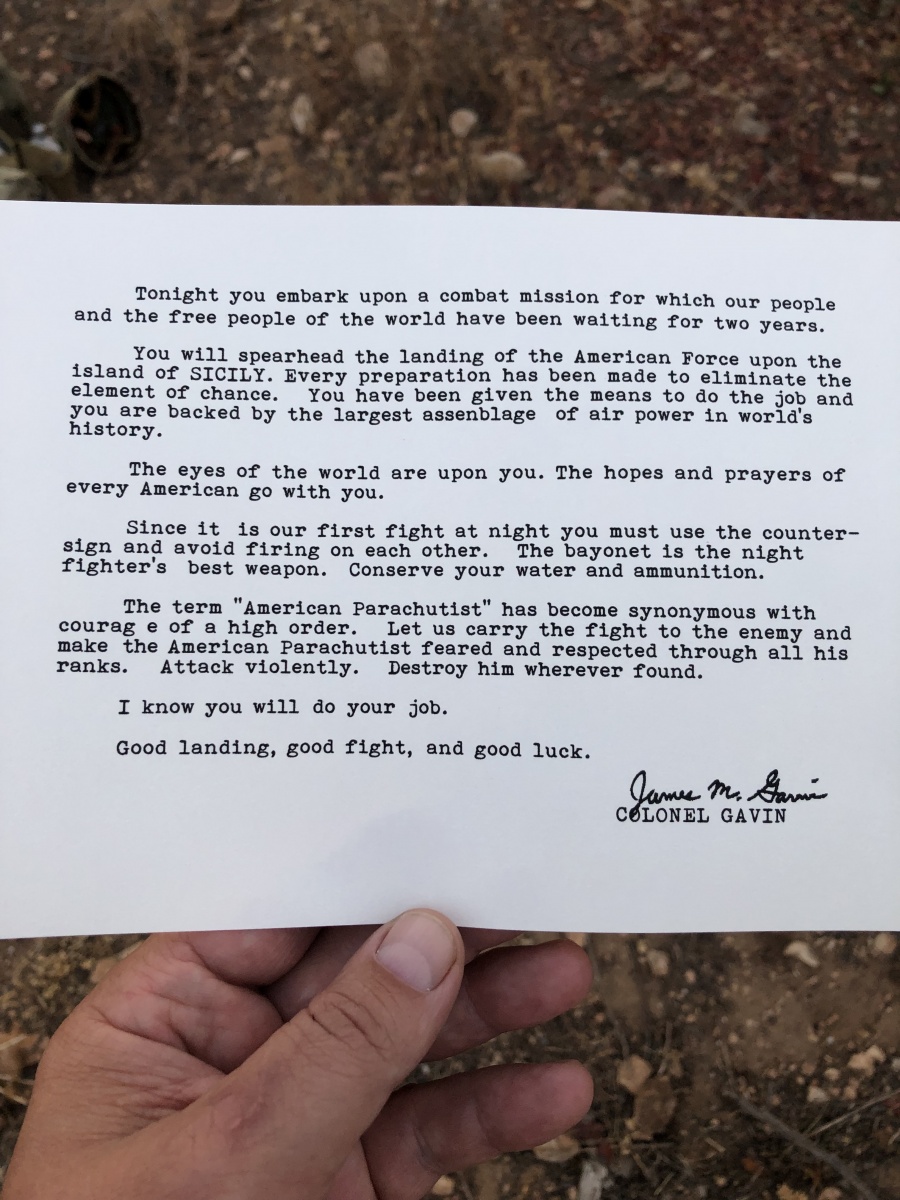 Tonight you embark upon a combat mission for which our people
and the free people of the world have been waiting for two years.
You will spearhead the landing of the American Force upon the
island of SICILY. Every preparation has been made to eliminate the
element of chance.  You have been given the means to do the job and
you are backed by the largest assenblage  of air power in world's
history.
The eyes of the world are upon you. The hopes and prayers of
every American go with you.
Since it  is our first fight at night you must use the counter-
sign and avoid firing on each other.  The bayonet is the night
fighter's  best weapon.  Conserve your water and ammunition.
The term "American Parachutist" has become synonymous with
courag e of a high order.  Let us carry the fight to the enemy and
make the American Parachutist feared and respected through all his
ranks.  Attack violently.  Destroy him wherever found.
I know you will do your job.
Good landing, good fight, and good luck.
James M. Gavin
COLONEL GAVIN